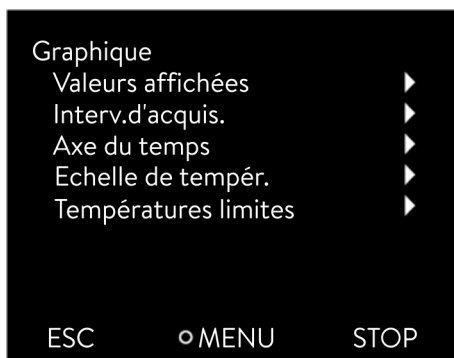 Graphique
Valeurs affichées
Interv.d'acquis.
Axe du temps
Echelle de tempér.
Températures limites
ESC MENU STOP